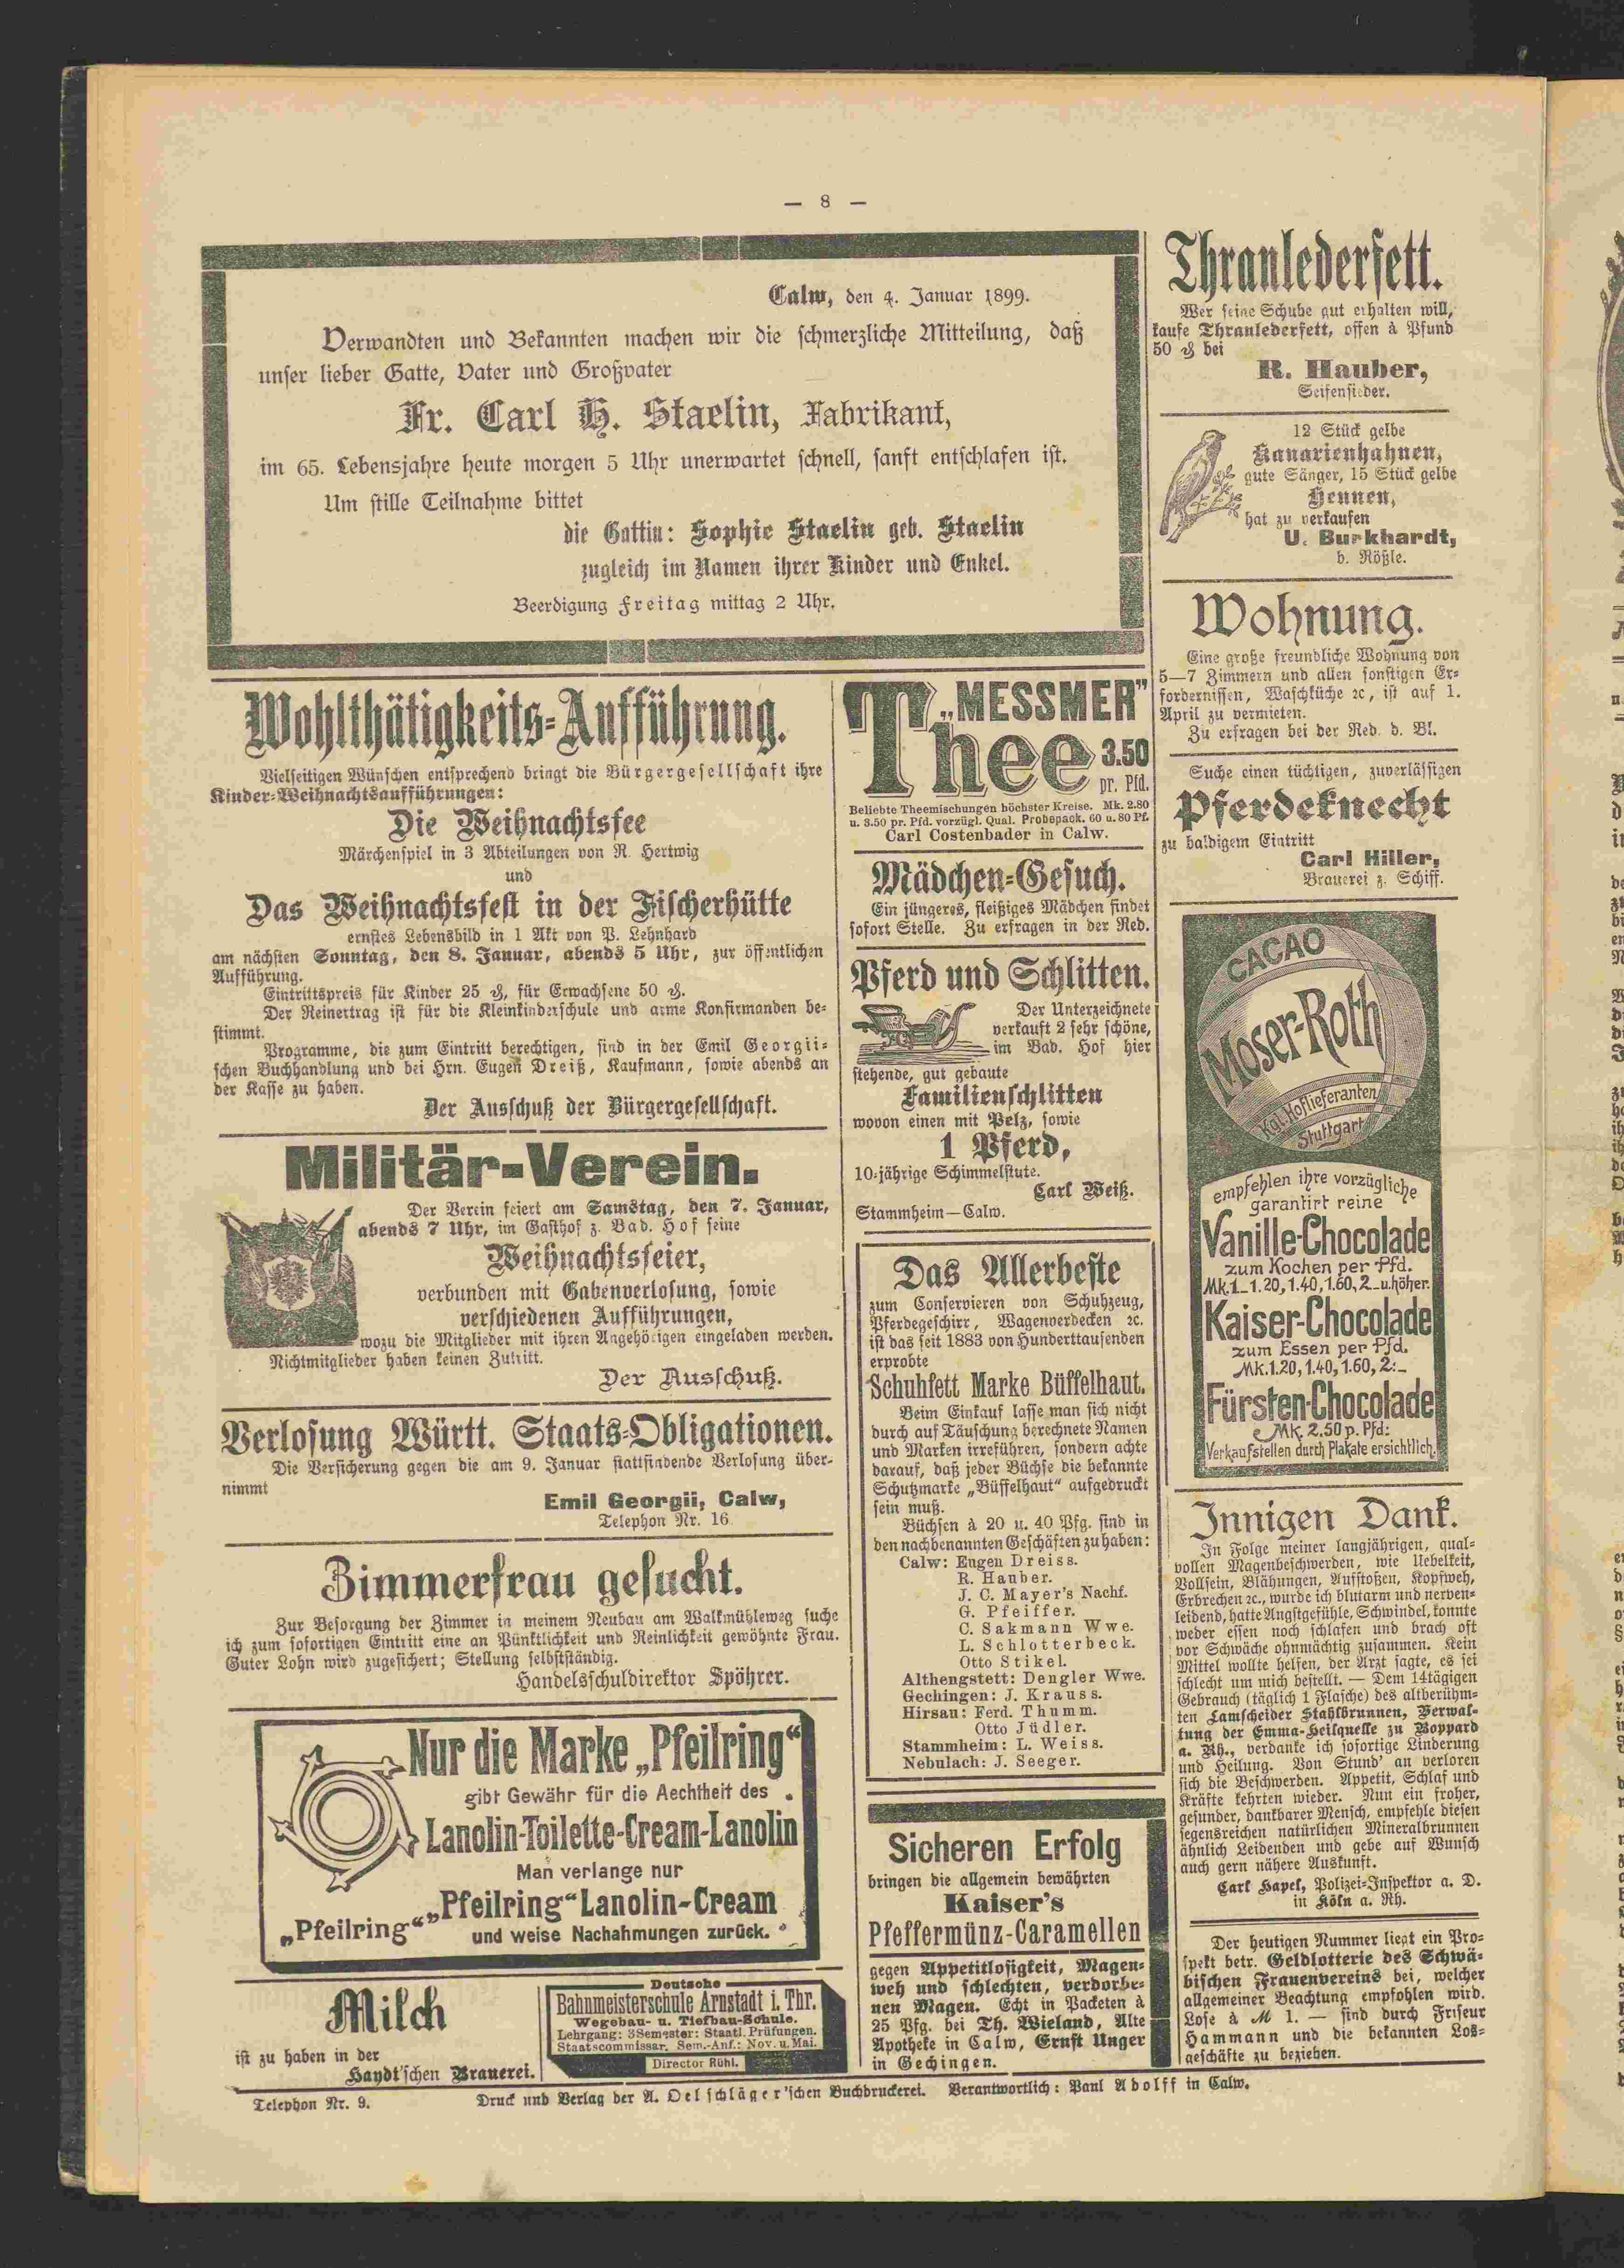 — 8 —
Calw, den 4. Januar 1899.
Verwandten und Bekannten machen wir die schmerzliche Mitteilung, daß
unser lieber Gatte, Vater und Großvater
Fr. Carl H. Staelin, Fabrikant,
im 65. Lebensjahre heute morgen 5 Uhr unerwartet schnell, sanft entschlafen ist.
Um stille Teilnahme bittet
die Gattin: Sophie Staelin geb. Staelin
zugleich im Namen ihrer Kinder und Enkel.
Beerdigung Freitag mittag 2 Uhr.
Wohlthätigkeits-Aufführung.
Vielseitigen Wünschen entsprechend bringt die Bürgergesellschaft ihre
Kinder-Weihnachtsaufführungen:
Die Weihnachtsfee
Märchenspiel in 3 Abteilungen von R. Hertwig
und
Das Weihnachtsfest in der Fischerhütte
ernstes Lebensbild in 1 Akt von P. Lehnhard
am nächsten Sonntag, den 8. Januar, abends 5 Uhr, zur öffentlichen
Aufführung.
Eintrittspreis für Kinder 25 ₰, für Erwachsene 50 ₰.
Der Reinertrag ist für die Kleinkinderschule und arme Konfirmanden be-
stimmt.
Programme, die zum Eintritt berechtigen, sind in der Emil Georgii-
schen Buchhandlung und bei Hrn. Eugen Dreiß, Kaufmann, sowie abends an
der Kasse zu haben.
Der Ausschuß der Bürgergesellschaft.
Militär-Verein.
Der Verein feiert am Samstag, den 7. Januar,
abends 7 Uhr, im Gasthof z. Bad. Hof seine
Weihnachtsfeier,
verbunden mit Gabenverlosung, sowie
verschiedenen Aufführungen,
wozu die Mitglieder mit ihren Angehörigen eingeladen werden.
Nichtmitglieder haben keinen Zutritt.
Der Ausschuß.
Verlosung Württ. Staats-Obligationen.
Die Versicherung gegen die am 9. Januar stattfindende Verlosung über-
nimmt
Emil Georgii, Calw,
Telephon Nr. 16
Zimmerfrau gesucht.
Zur Besorgung der Zimmer in meinem Neubau am Walkmühleweg suche
ich zum sofortigen Eintritt eine an Pünktlichkeit und Reinlichkeit gewöhnte Frau.
Guter Lohn wird zugesichert; Stellung selbstständig.
Handelsschuldirektor Spöhrer.
Nur die Marke „Pfeilring“
gibt Gewähr für die Aechtheit des
Lanolin-Toilette-Cream-Lanolin
Man verlange nur
„Pfeilring“ „Pfeilring“ Lanolin-Cream
und weise Nachahmungen zurück.
Milch
ist zu haben in der
Haydt'schen Brauerei.
Deutsche
Bahnmeisterschule Arnstadt i. Thr.
Wegebau- u. Tiefbau-Schule.
Lehrgang: 3 Semester: Staatl. Prüfungen.
Staatscommissar. Sem.-Anf.: Nov. u. Mai.
Director Rühl.
„MESSMER”
Thee 3.50
pr. Pfd.
Beliebte Theemischungen höchster Kreise. Mk. 2.80
u. 3.50 pr. Pfd. vorzügl. Qual. Probepack. 60 u. 80 Pf.
Carl Costenbader in Calw.
Mädchen-Gesuch.
Ein jüngeres, fleißiges Mädchen findet
sofort Stelle. Zu erfragen in der Red.
Pferd und Schlitten.
Der Unterzeichnete
verkauft 2 sehr schöne,
im Bad. Hof hier
stehende, gut gebaute
Familienschlitten
wovon einen mit Pelz, sowie
1 Pferd,
10-jährige Schimmelstute.
Carl Weiß.
Stammheim—Calw.
Das Allerbeste
zum Conservieren von Schuhzeug,
Pferdegeschirr, Wagenverdecken ꝛc.
ist das seit 1883 von Hunderttausenden
erprobte
Schuhfett Marke Büffelhaut.
Beim Einkauf lasse man sich nicht
durch auf Täuschung berechnete Namen
und Marken irreführen, sondern achte
darauf, daß jeder Büchse die bekannte
Schutzmarke „Büffelhaut“ aufgedruckt
sein muß.
Büchsen à 20 u. 40 Pfg. sind in
den nachbenannten Geschäften zu haben:
Calw: Eugen Dreiss.
R. Hauber.
J. C. Mayer's Nachf.
G. Pfeiffer.
C. Sakmann Wwe.
L. Schlotterbeck.
Otto Stikel.
Althengstett: Dengler Wwe.
Gechingen: J. Krauss.
Hirsau: Ferd. Thumm.
Otto Jüdler.
Stammheim: L. Weiss.
Nebulach: J. Seeger.
Sicheren Erfolg
bringen die allgemein bewährten
Kaiser's
Pfeffermünz-Caramellen
gegen Appetitlosigkeit, Magen-
weh und schlechten, verdorbe-
nen Magen. Echt in Packeten à
25 Pfg. bei Th. Wieland, Alte
Apotheke in Calw, Ernst Unger
in Gechingen.
Thranlederfett.
Wer seine Schuhe gut erhalten will,
kaufe Thranlederfett, offen à Pfund
50 ₰ bei
R. Hauber,
Seifensieder.
12 Stück gelbe
Kanarienhahnen,
gute Sänger, 15 Stück gelbe
Hennen,
hat zu verkaufen
U. Burkhardt,
b. Rößle.
Wohnung.
Eine große freundliche Wohnung von
5—7 Zimmern und allen sonstigen Er-
fordernissen, Waschküche ꝛc, ist auf 1.
April zu vermieten.
Zu erfragen bei der Red. d. Bl.
Suche einen tüchtigen, zuverlässigen
Pferdeknecht
zu baldigem Eintritt
Carl Hiller,
Brauerei z. Schiff.
CACAO
Moser-Roth
Kgl. Hoflieferanten
Stuttgart
empfehlen ihre vorzügliche
garantirt reine
Vanille-Chocolade
zum Kochen per Pfd.
Mk. 1._ 1.20, 1.40, 1.60, 2._ u. höher.
Kaiser-Chocolade
zum Essen per Pfd.
Mk. 1.20, 1.40, 1.60, 2._
Fürsten-Chocolade
Mk. 2.50 p. Pfd:
Verkaufstellen durch Plakate ersichtlich.
Innigen Dank.
In Folge meiner langjährigen, qual-
vollen Magenbeschwerden, wie Uebelkeit,
Vollsein, Blähungen, Aufstoßen, Kopfweh,
Erbrechen ꝛc., wurde ich blutarm und nerven-
leidend, hatte Angstgefühle, Schwindel, konnte
weder essen noch schlafen und brach oft
vor Schwäche ohnmächtig zusammen. Kein
Mittel wollte helfen, der Arzt sagte, es sei
schlecht um mich bestellt. — Dem 14tägigen
Gebrauch (täglich 1 Flasche) des altberühm-
ten Lamscheider Stahlbrunnen, Verwal-
tung der Emma-Heilquelle zu Boppard
a. Rh., verdanke ich sofortige Linderung
und Heilung. Von Stund' an verloren
sich die Beschwerden. Appetit, Schlaf und
Kräfte kehrten wieder. Nun ein froher,
gesunder, dankbarer Mensch, empfehle diesen
segensreichen natürlichen Mineralbrunnen
ähnlich Leidenden und gebe auf Wunsch
auch gern nähere Auskunft.
Carl Hapel, Polizei-Inspektor a. D.
in Köln a. Rh.
Der heutigen Nummer liegt ein Pro-
spekt betr. Geldlotterie des Schwä-
bischen Frauenvereins bei, welcher
allgemeiner Beachtung empfohlen wird.
Lose à M 1. — sind durch Friseur
Hammann und die bekannten Los-
geschäfte zu beziehen.
Telephon Nr. 9.
Druck und Verlag der A. Oelschläger'schen Buchdruckerei. Verantwortlich: Paul Adolff in Calw.